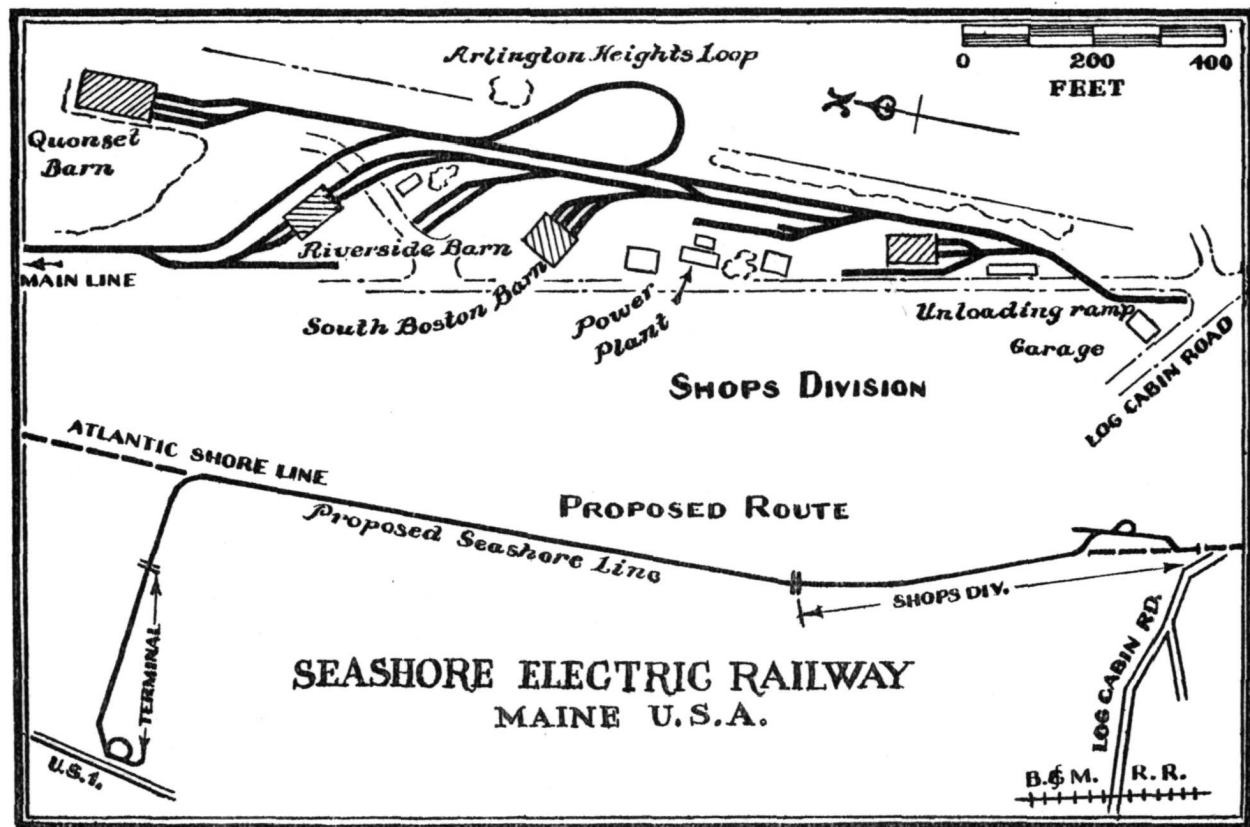 Arlington Heights Loop
0 200 400
FEET
Quonset
Barn
Riverside Barn
MAIN LINE
South Boston Barn
Power
Plant
Unloading ramp
Garage
LOG CABIN ROAD
SHOPS DIVISION
ATLANTIC SHORE LINE
Proposed Seashore Line
PROPOSED ROUTE
SHOPS DIV.
TERMINAL
LOG CABIN RD.
SEASHORE ELECTRIC RAILWAY
MAINE U.S.A.
U.S.1.
B.& M. R.R.